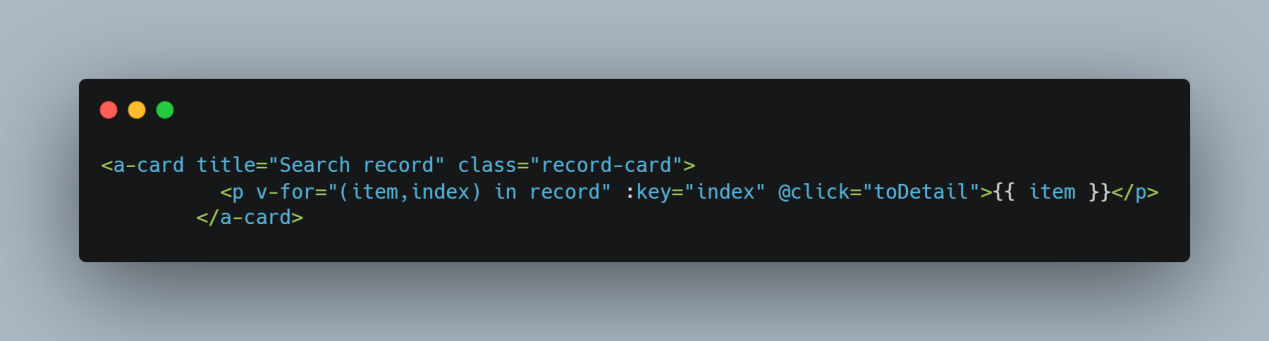 <a-card title="Search record" class="record-card">
          <p v-for="(item,index) in record" :key="index" @click="toDetail">{{ item }}</p>
        </a-card>